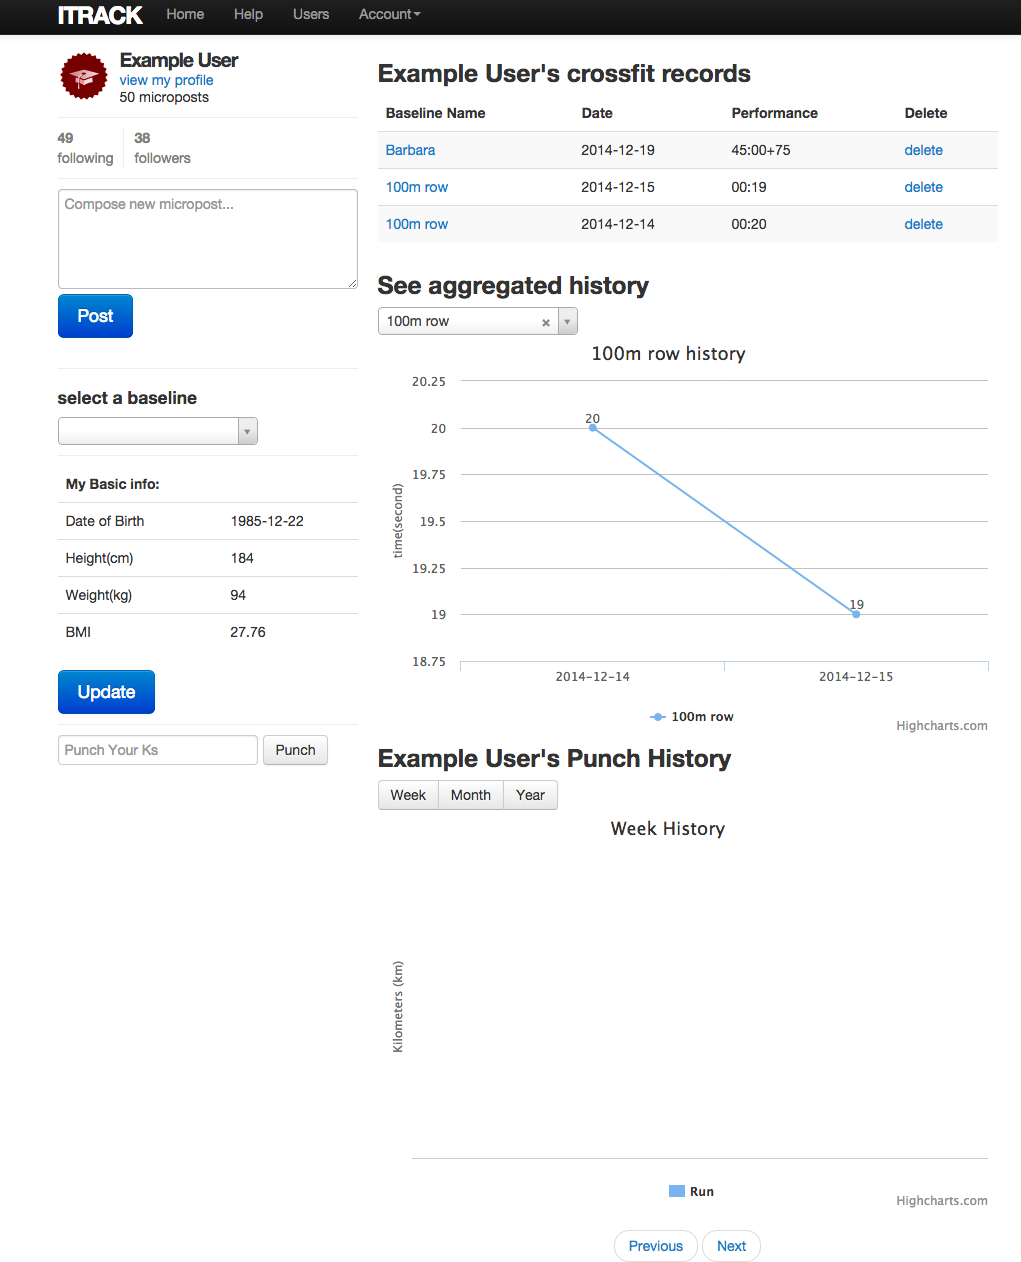 ITRACK Home Help Users Account
Example User
view my profile
50 microposts
49 following
38 followers
Compose new micropost...
Post
select a baseline
My Basic info:
Date of Birth 1985-12-22
Height(cm) 184
Weight(kg) 94
BMI 27.76
Update
Punch Your Ks Punch
Example User's crossfit records
Baseline Name Date Performance Delete
Barbara 2014-12-19 45:00+75 delete
100m row 2014-12-15 00:19 delete
100m row 2014-12-14 00:20 delete
See aggregated history
100m row ×
100m row history
20.25
20
19.75
19.5
19.25
19
18.75
time(second)
20
19
2014-12-14 2014-12-15
100m row
Highcharts.com
Example User's Punch History
Week Month Year
Week History
Kilometers (km)
Run
Highcharts.com
Previous Next